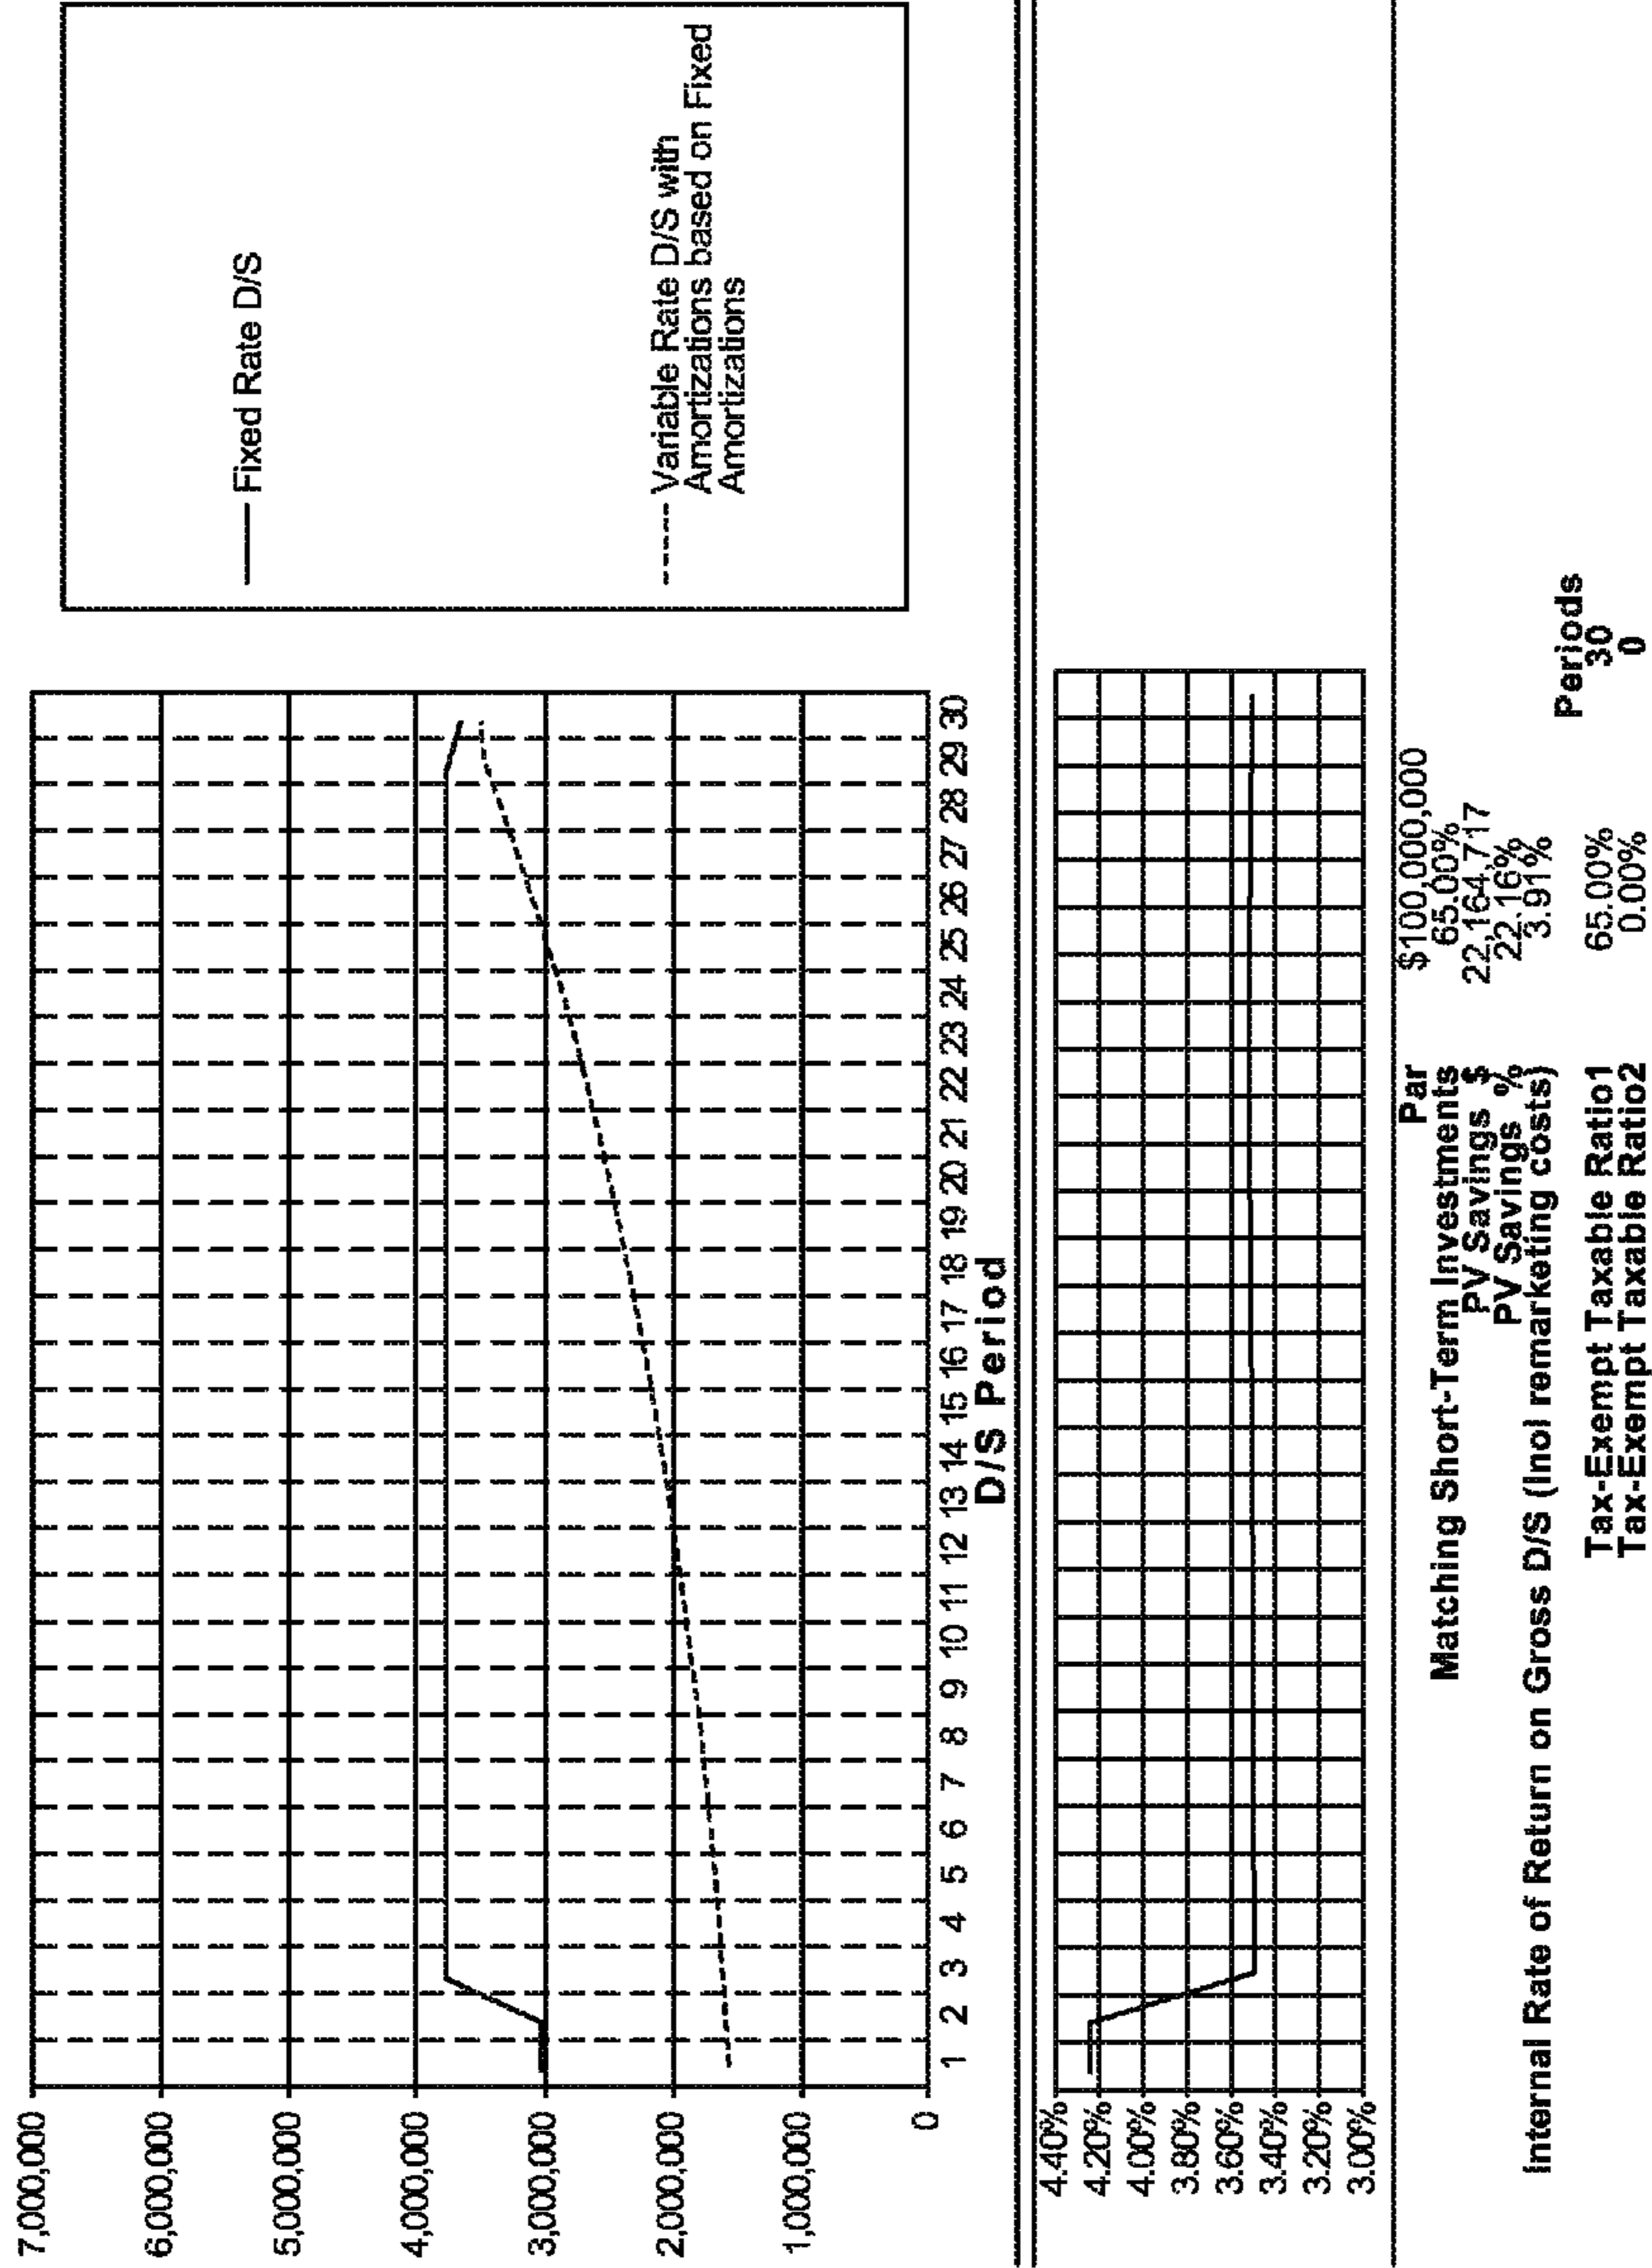 7,000,000
6,000,000
5,000,000
4,000,000
3,000,000
2,000,000
1,000,000
0
1 2 3 4 5 6 7 8 9 10 11 12 13 14 15 16 17 18 19 20 21 22 23 24 25 26 27 28 29 30
D/S Period
Fixed Rate D/S
Variable Rate D/S with
Amortizations based on Fixed
Amortizations
4.40%
4.20%
4.00%
3.80%
3.60%
3.40%
3.20%
3.00%
Par $100,000,000
Matching Short-Term Investments 65.00%
PV Savings $ 22,164,717
PV Savings % 22.16%
Internal Rate of Return on Gross D/S (Inol remarketing costs) 3.91%
Periods
Tax-Exempt Taxable Ratio1 65.00% 30
Tax-Exempt Taxable Ratio2 0.00% 0